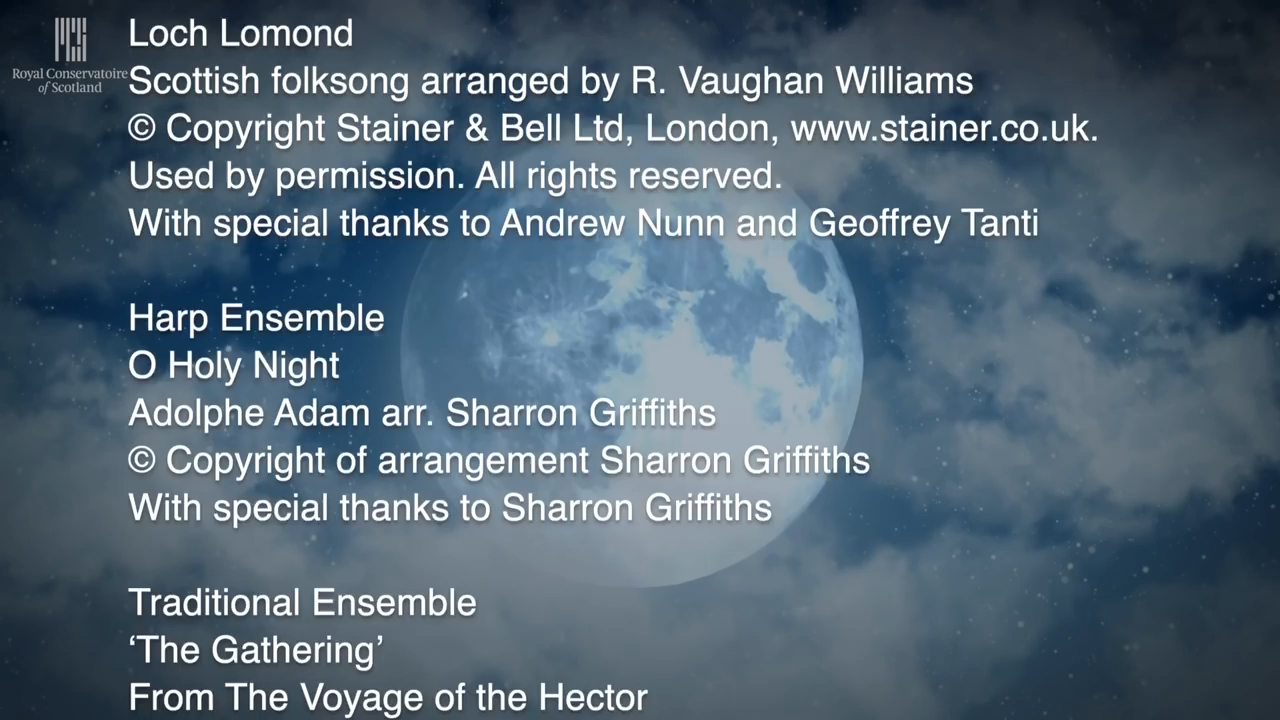 Royal Conservatoire
of Scotland
Loch Lomond
Scottish folksong arranged by R. Vaughan Williams
© Copyright Stainer & Bell Ltd, London, www.stainer.co.uk.
Used by permission. All rights reserved.
With special thanks to Andrew Nunn and Geoffrey Tanti
Harp Ensemble
O Holy Night
Adolphe Adam arr. Sharron Griffiths
© Copyright of arrangement Sharron Griffiths
With special thanks to Sharron Griffiths
Traditional Ensemble
‘The Gathering’
From The Voyage of the Hector